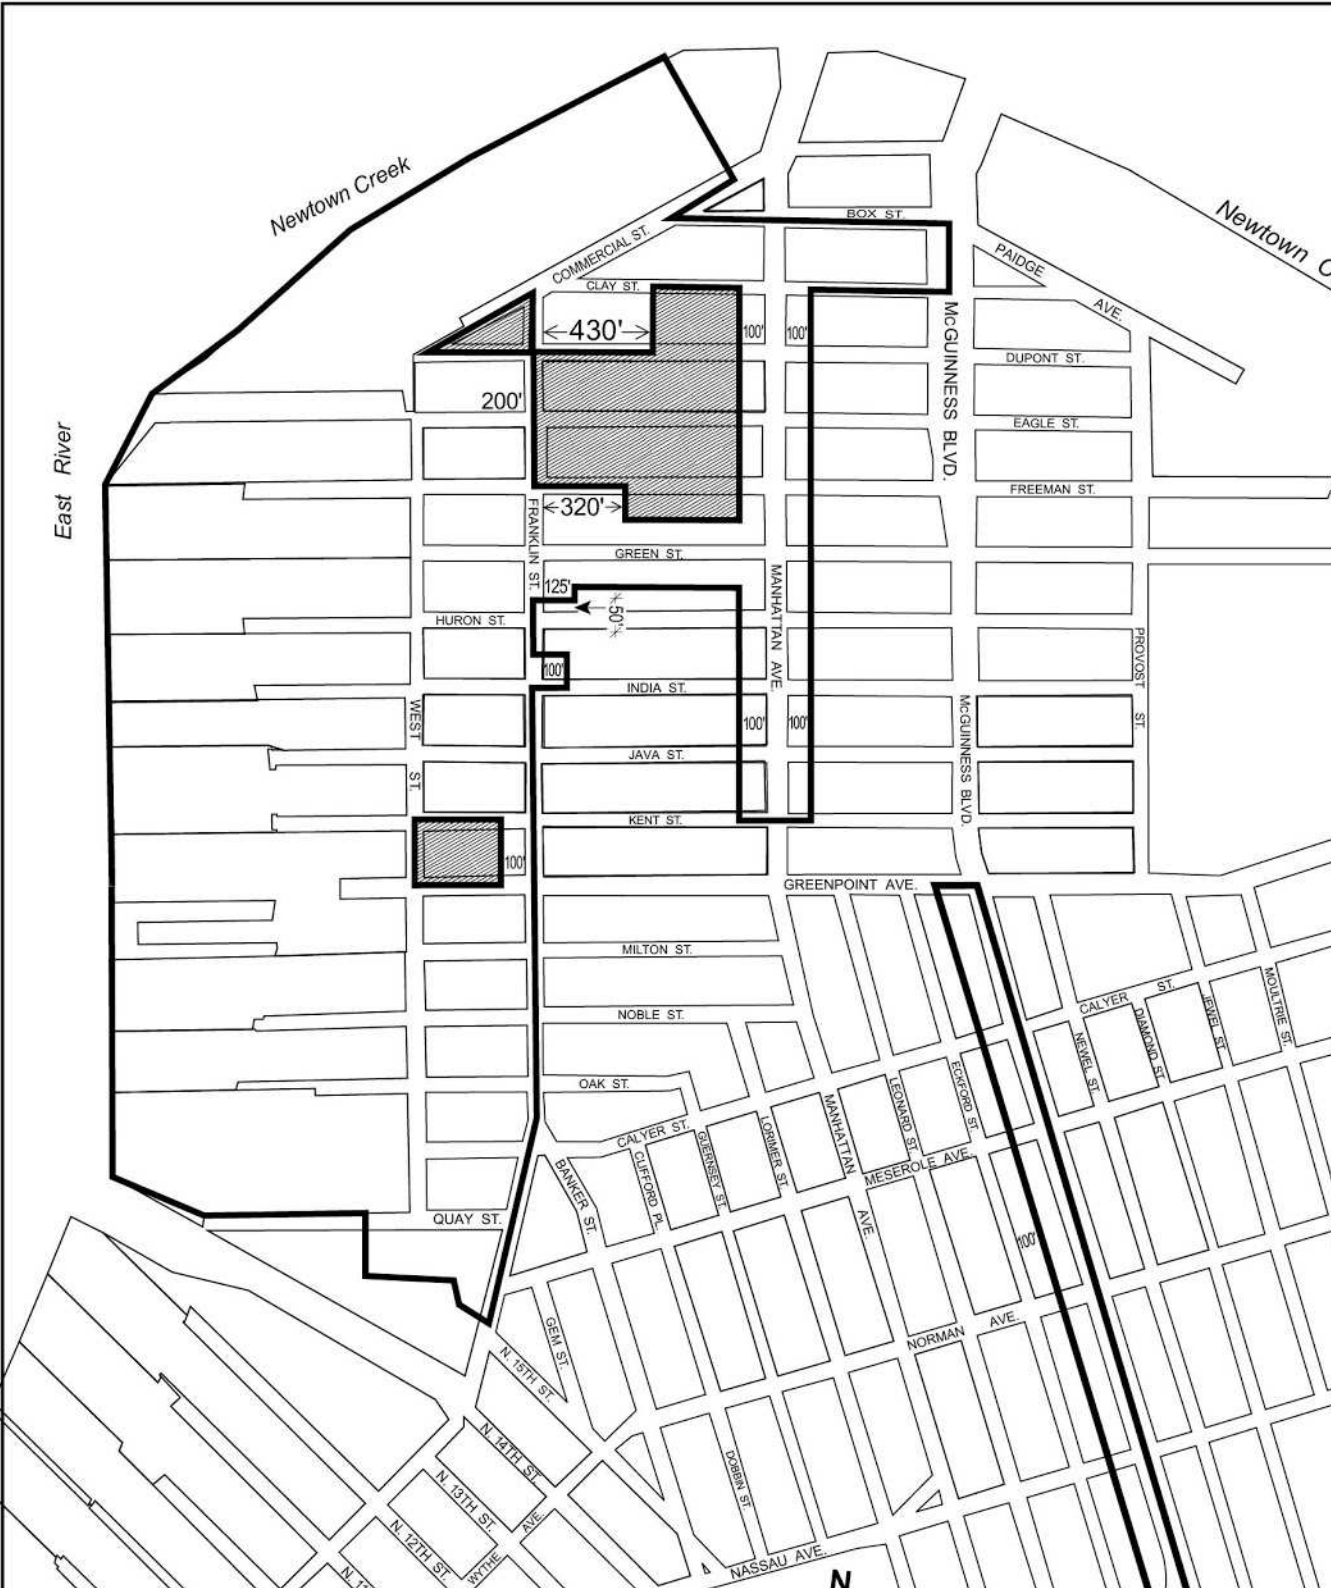 Newtown Creek
Newtown C
BOX ST.
COMMERCIAL ST.
PAIDGE
AVE.
CLAY ST.
430'
100'
100'
McGUINNESS BLVD.
DUPONT ST.
200'
EAGLE ST.
East River
FREEMAN ST.
320'
FRANKLIN ST.
GREEN ST.
125'
50'
HURON ST.
MANHATTAN AVE.
PROVOST ST.
100'
INDIA ST.
WEST ST.
100'
100'
McGUINNESS BLVD.
JAVA ST.
KENT ST.
100'
GREENPOINT AVE.
MILTON ST.
NOBLE ST.
CALYER ST.
MOULTRIE ST.
JEWEL ST.
DIAMOND ST.
NEWEL ST.
OAK ST.
ECKFORD ST.
LEONARD ST.
MANHATTAN
AVE.
LORIMER ST.
CALYER ST.
GUERNSEY ST.
CLIFFORD PL.
BANKER ST.
MESEROLE AVE.
QUAY ST.
100'
NORMAN AVE.
GEM ST.
N. 15TH ST.
N. 14TH ST.
N. 13TH ST.
N. 12TH ST.
WYTHE AVE.
DOBBIN ST.
NASSAU AVE.
N